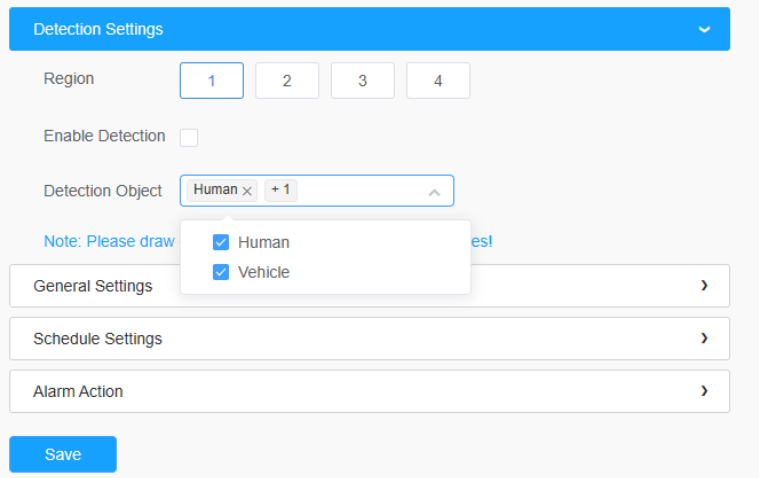 Detection Settings
Region 1 2 3 4
Enable Detection
Detection Object Human × + 1
Human
Note: Please draw es!
Vehicle
General Settings
Schedule Settings
Alarm Action
Save